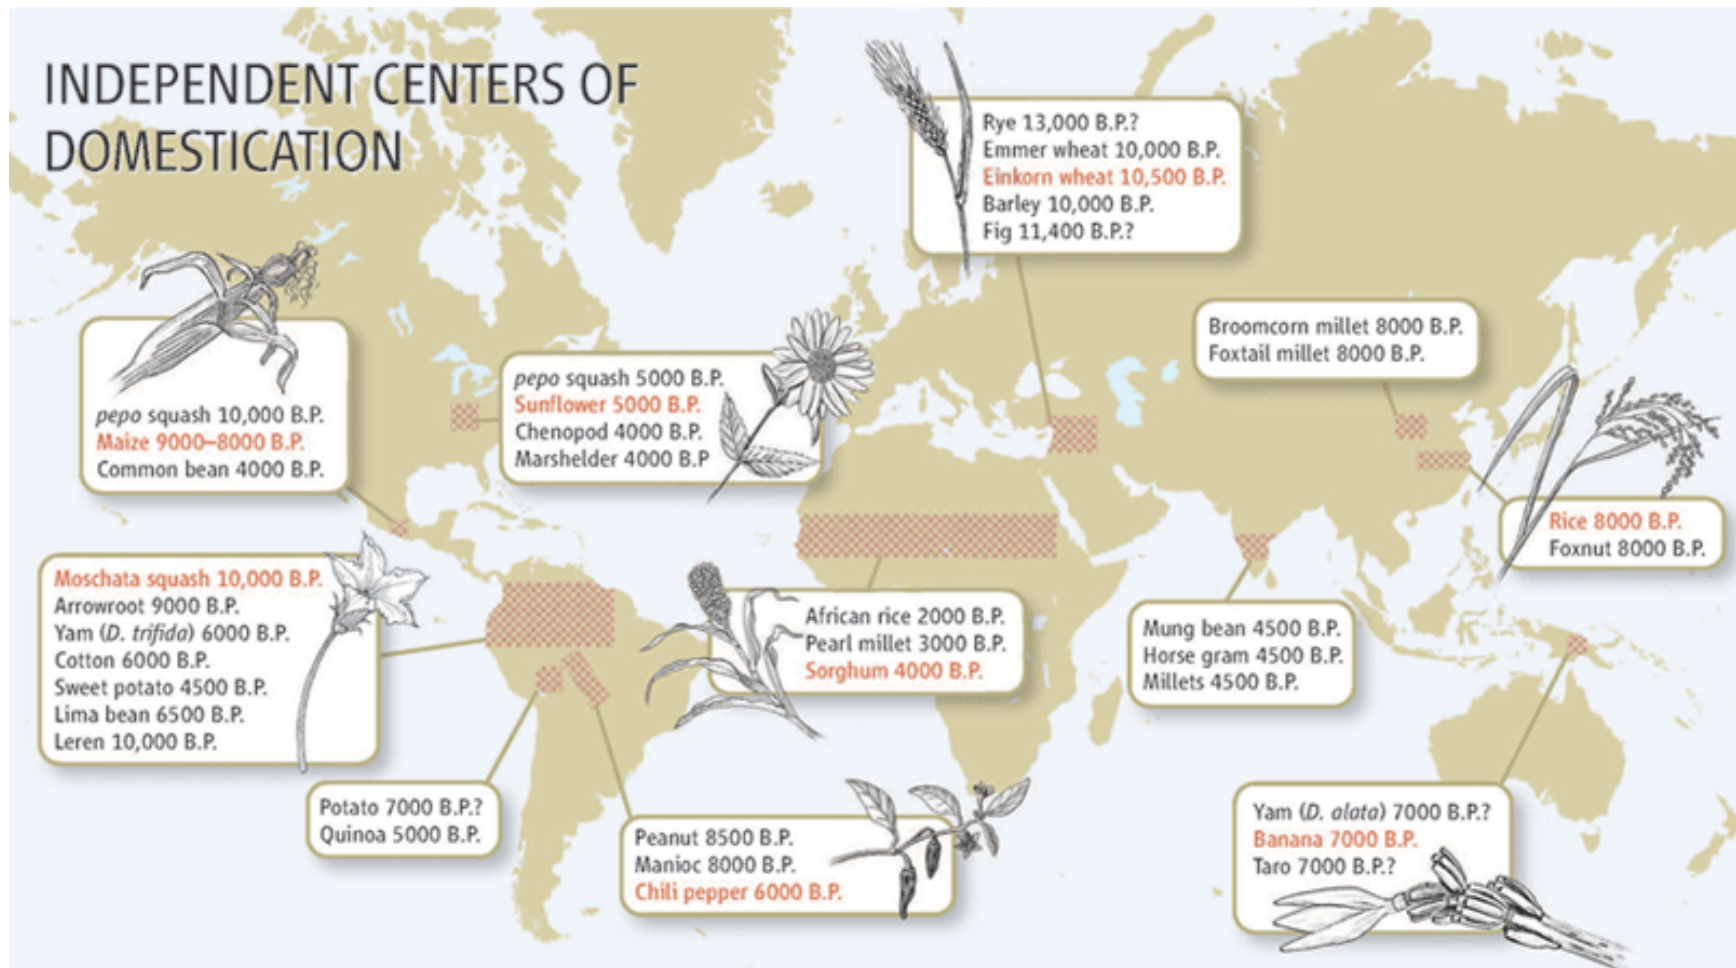 INDEPENDENT CENTERS OF
DOMESTICATION
Rye 13,000 B.P.?
Emmer wheat 10,000 B.P.
Einkorn wheat 10,500 B.P.
Barley 10,000 B.P.
Fig 11,400 B.P.?
Broomcorn millet 8000 B.P.
Foxtail millet 8000 B.P.
pepo squash 10,000 B.P.
Maize 9000–8000 B.P.
Common bean 4000 B.P.
pepo squash 5000 B.P.
Sunflower 5000 B.P.
Chenopod 4000 B.P.
Marshelder 4000 B.P
Rice 8000 B.P.
Foxnut 8000 B.P.
Moschata squash 10,000 B.P.
Arrowroot 9000 B.P.
Yam (D. trifida) 6000 B.P.
Cotton 6000 B.P.
Sweet potato 4500 B.P.
Lima bean 6500 B.P.
Leren 10,000 B.P.
African rice 2000 B.P.
Pearl millet 3000 B.P.
Sorghum 4000 B.P.
Mung bean 4500 B.P.
Horse gram 4500 B.P.
Millets 4500 B.P.
Potato 7000 B.P.?
Quinoa 5000 B.P.
Peanut 8500 B.P.
Manioc 8000 B.P.
Chili pepper 6000 B.P.
Yam (D. alata) 7000 B.P.?
Banana 7000 B.P.
Taro 7000 B.P.?